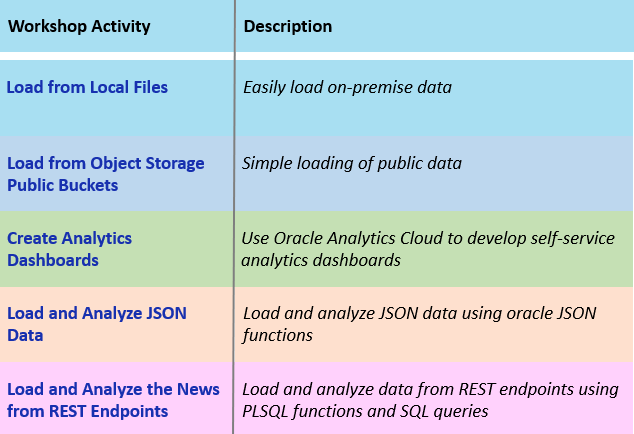 Workshop Activity
Description
Load from Local Files
Easily load on-premise data
Load from Object Storage
Public Buckets
Simple loading of public data
Create Analytics
Dashboards
Use Oracle Analytics Cloud to develop self-service
analytics dashboards
Load and Analyze JSON
Data
Load and analyze JSON data using oracle JSON
functions
Load and Analyze the News
from REST Endpoints
Load and analyze data from REST endpoints using
PLSQL functions and SQL queries